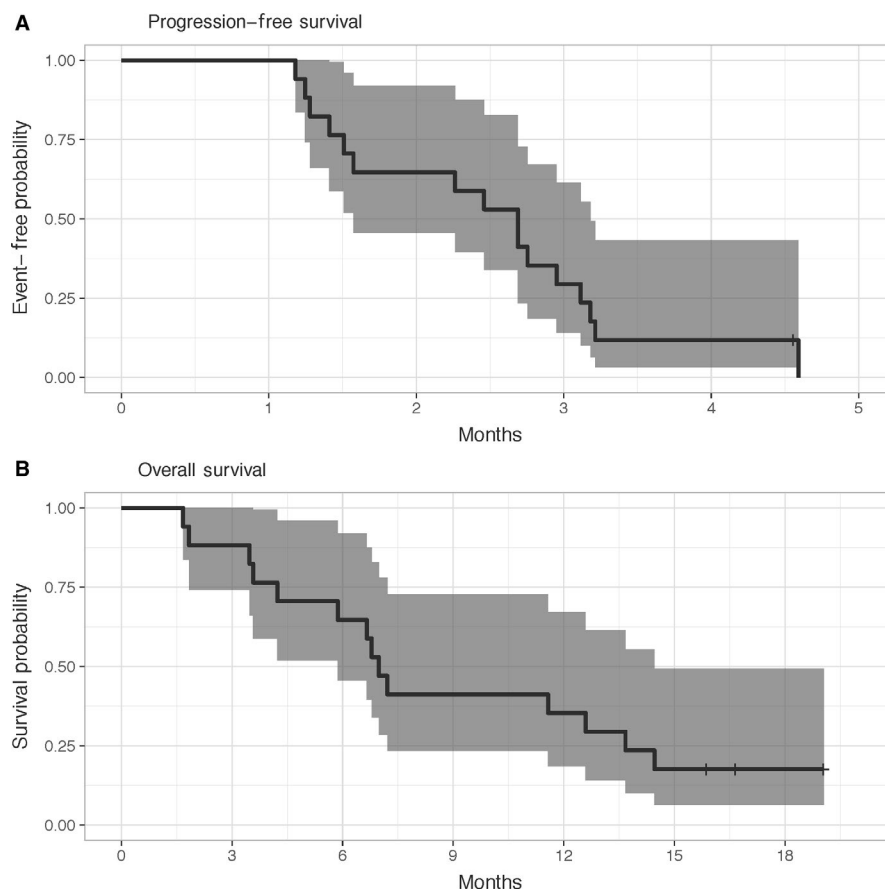 A Progression-free survival
Event- free probability
1.00
0.75
0.50
0.25
0.00
0 1 2 3 4 5
Months
B Overall survival
Survival probability
1.00
0.75
0.50
0.25
0.00
0 3 6 9 12 15 18
Months